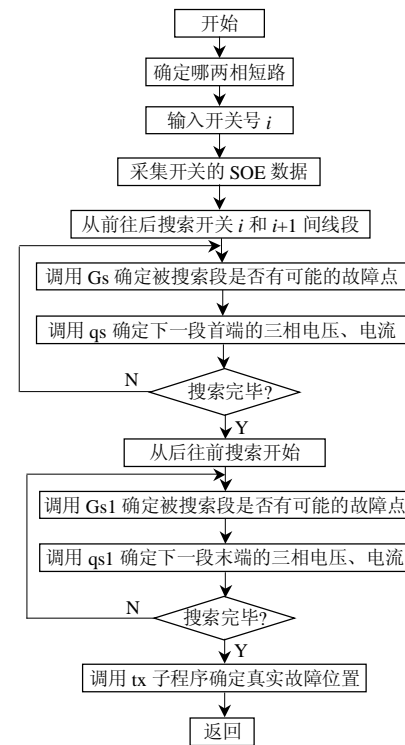 开始
确定哪两相短路
输入开关号 i
采集开关的 SOE 数据
从前往后搜索开关 i 和 i+1 间线段
调用 Gs 确定被搜索段是否有可能的故障点
调用 qs 确定下一段首端的三相电压、电流
N
搜索完毕?
Y
从后往前搜索开始
调用 Gs1 确定被搜索段是否有可能的故障点
调用 qs1 确定下一段末端的三相电压、电流
N
搜索完毕?
Y
调用 tx 子程序确定真实故障位置
返回